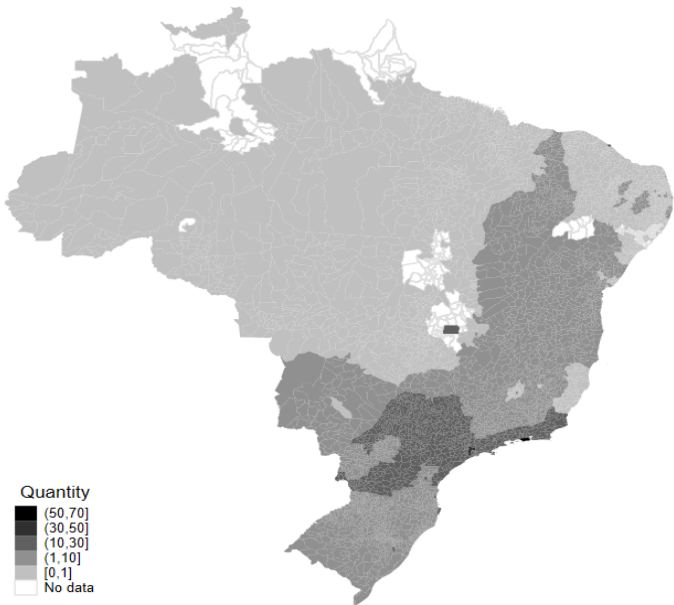 Quantity
(50,70]
(30,50]
(10,30]
(1,10]
[0,1]
No data